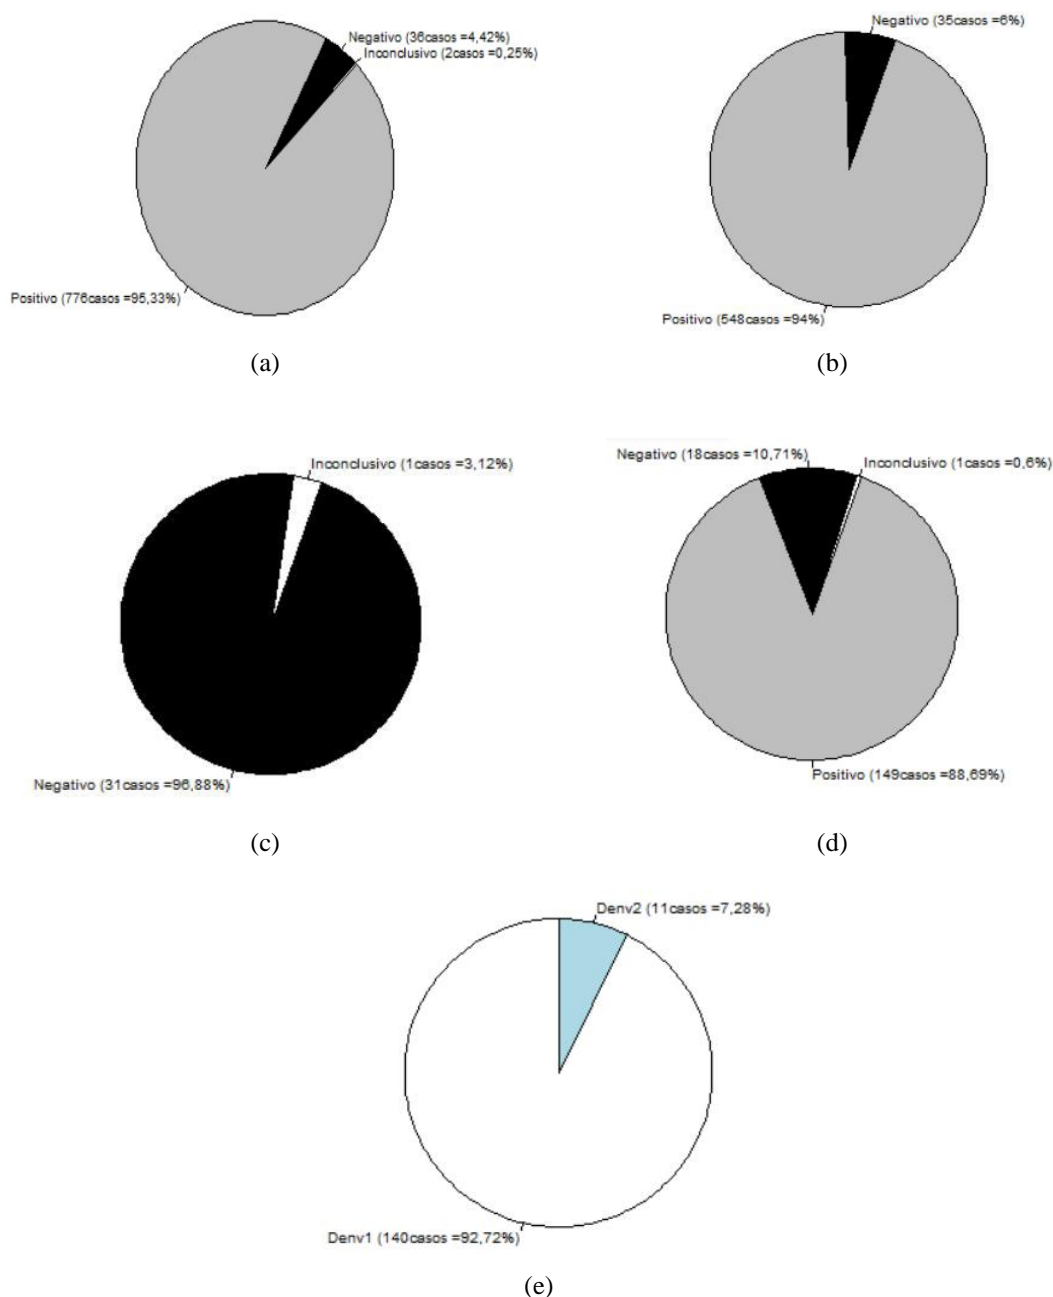 Negativo (36casos =4,42%)
Inconclusivo (2casos =0,25%)
Positivo (776casos =95,33%)
(a)
Negativo (35casos =6%)
Positivo (548casos =94%)
(b)
Inconclusivo (1casos =3,12%)
Negativo (31casos =96,88%)
(c)
Negativo (18casos =10,71%)
Inconclusivo (1casos =0,6%)
Positivo (149casos =88,69%)
(d)
Denv2 (11casos =7,28%)
Denv1 (140casos =92,72%)
(e)